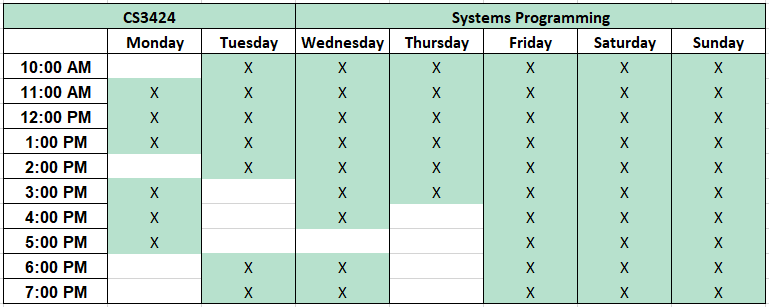 CS3424 Systems Programming
Monday Tuesday Wednesday Thursday Friday Saturday Sunday
10:00 AM X X X X X X
11:00 AM X X X X X X X
12:00 PM X X X X X X X
1:00 PM X X X X X X X
2:00 PM X X X X X X
3:00 PM X X X X X X
4:00 PM X X X X X
5:00 PM X X X X
6:00 PM X X X X X
7:00 PM X X X X X